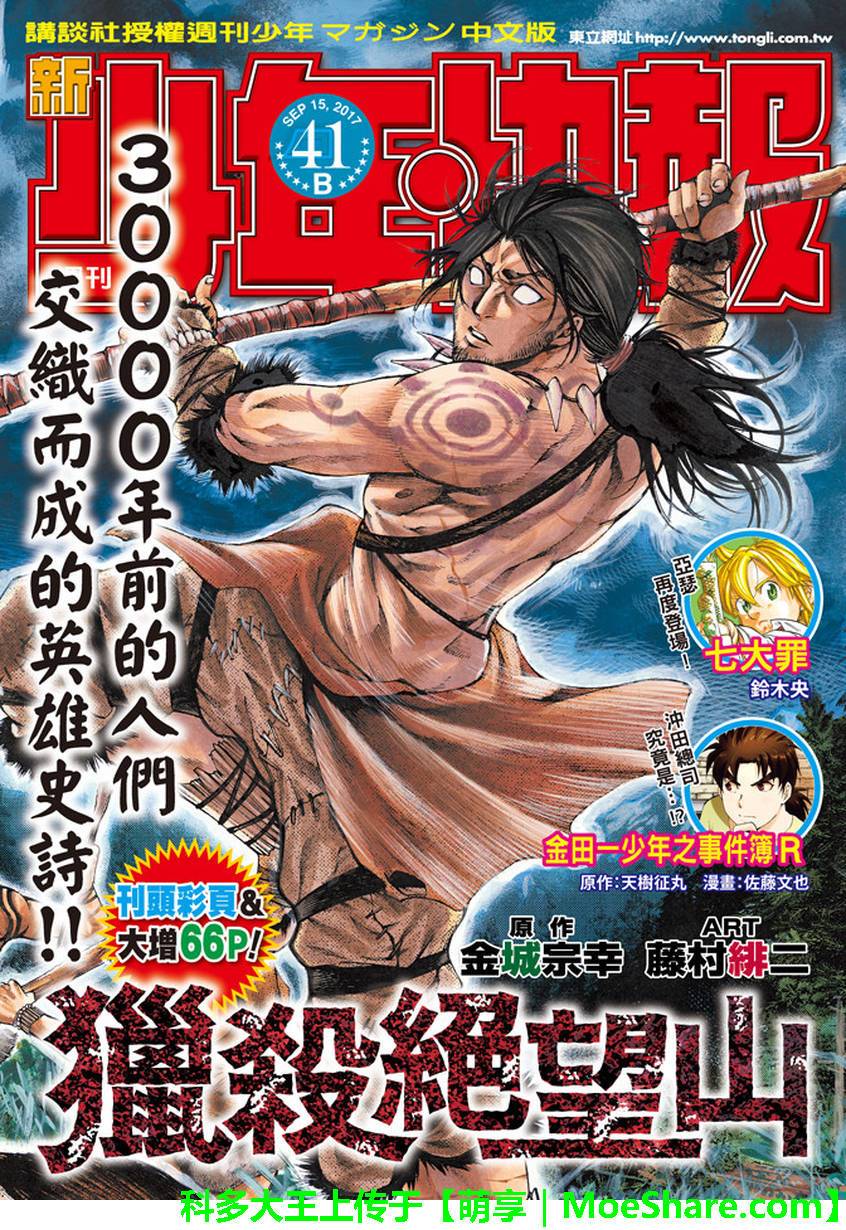 講談社授權週刊少年マガジン中文版
東立網址http://www.tongli.com.tw
新少年快報
SEP 15, 2017
41
B
刊
30000年前的人們
交織而成的英雄史詩!!
亞瑟
再度登場!
七大罪
鈴木央
沖田總司
究竟是…!?
金田一少年之事件簿R
原作:天樹征丸 漫畫:佐藤文也
刊頭彩頁&
大增66P!
原作
金城宗幸
ART
藤村緋二
獵殺絕望山
科多大王上传于【萌享|MoeShare.com】